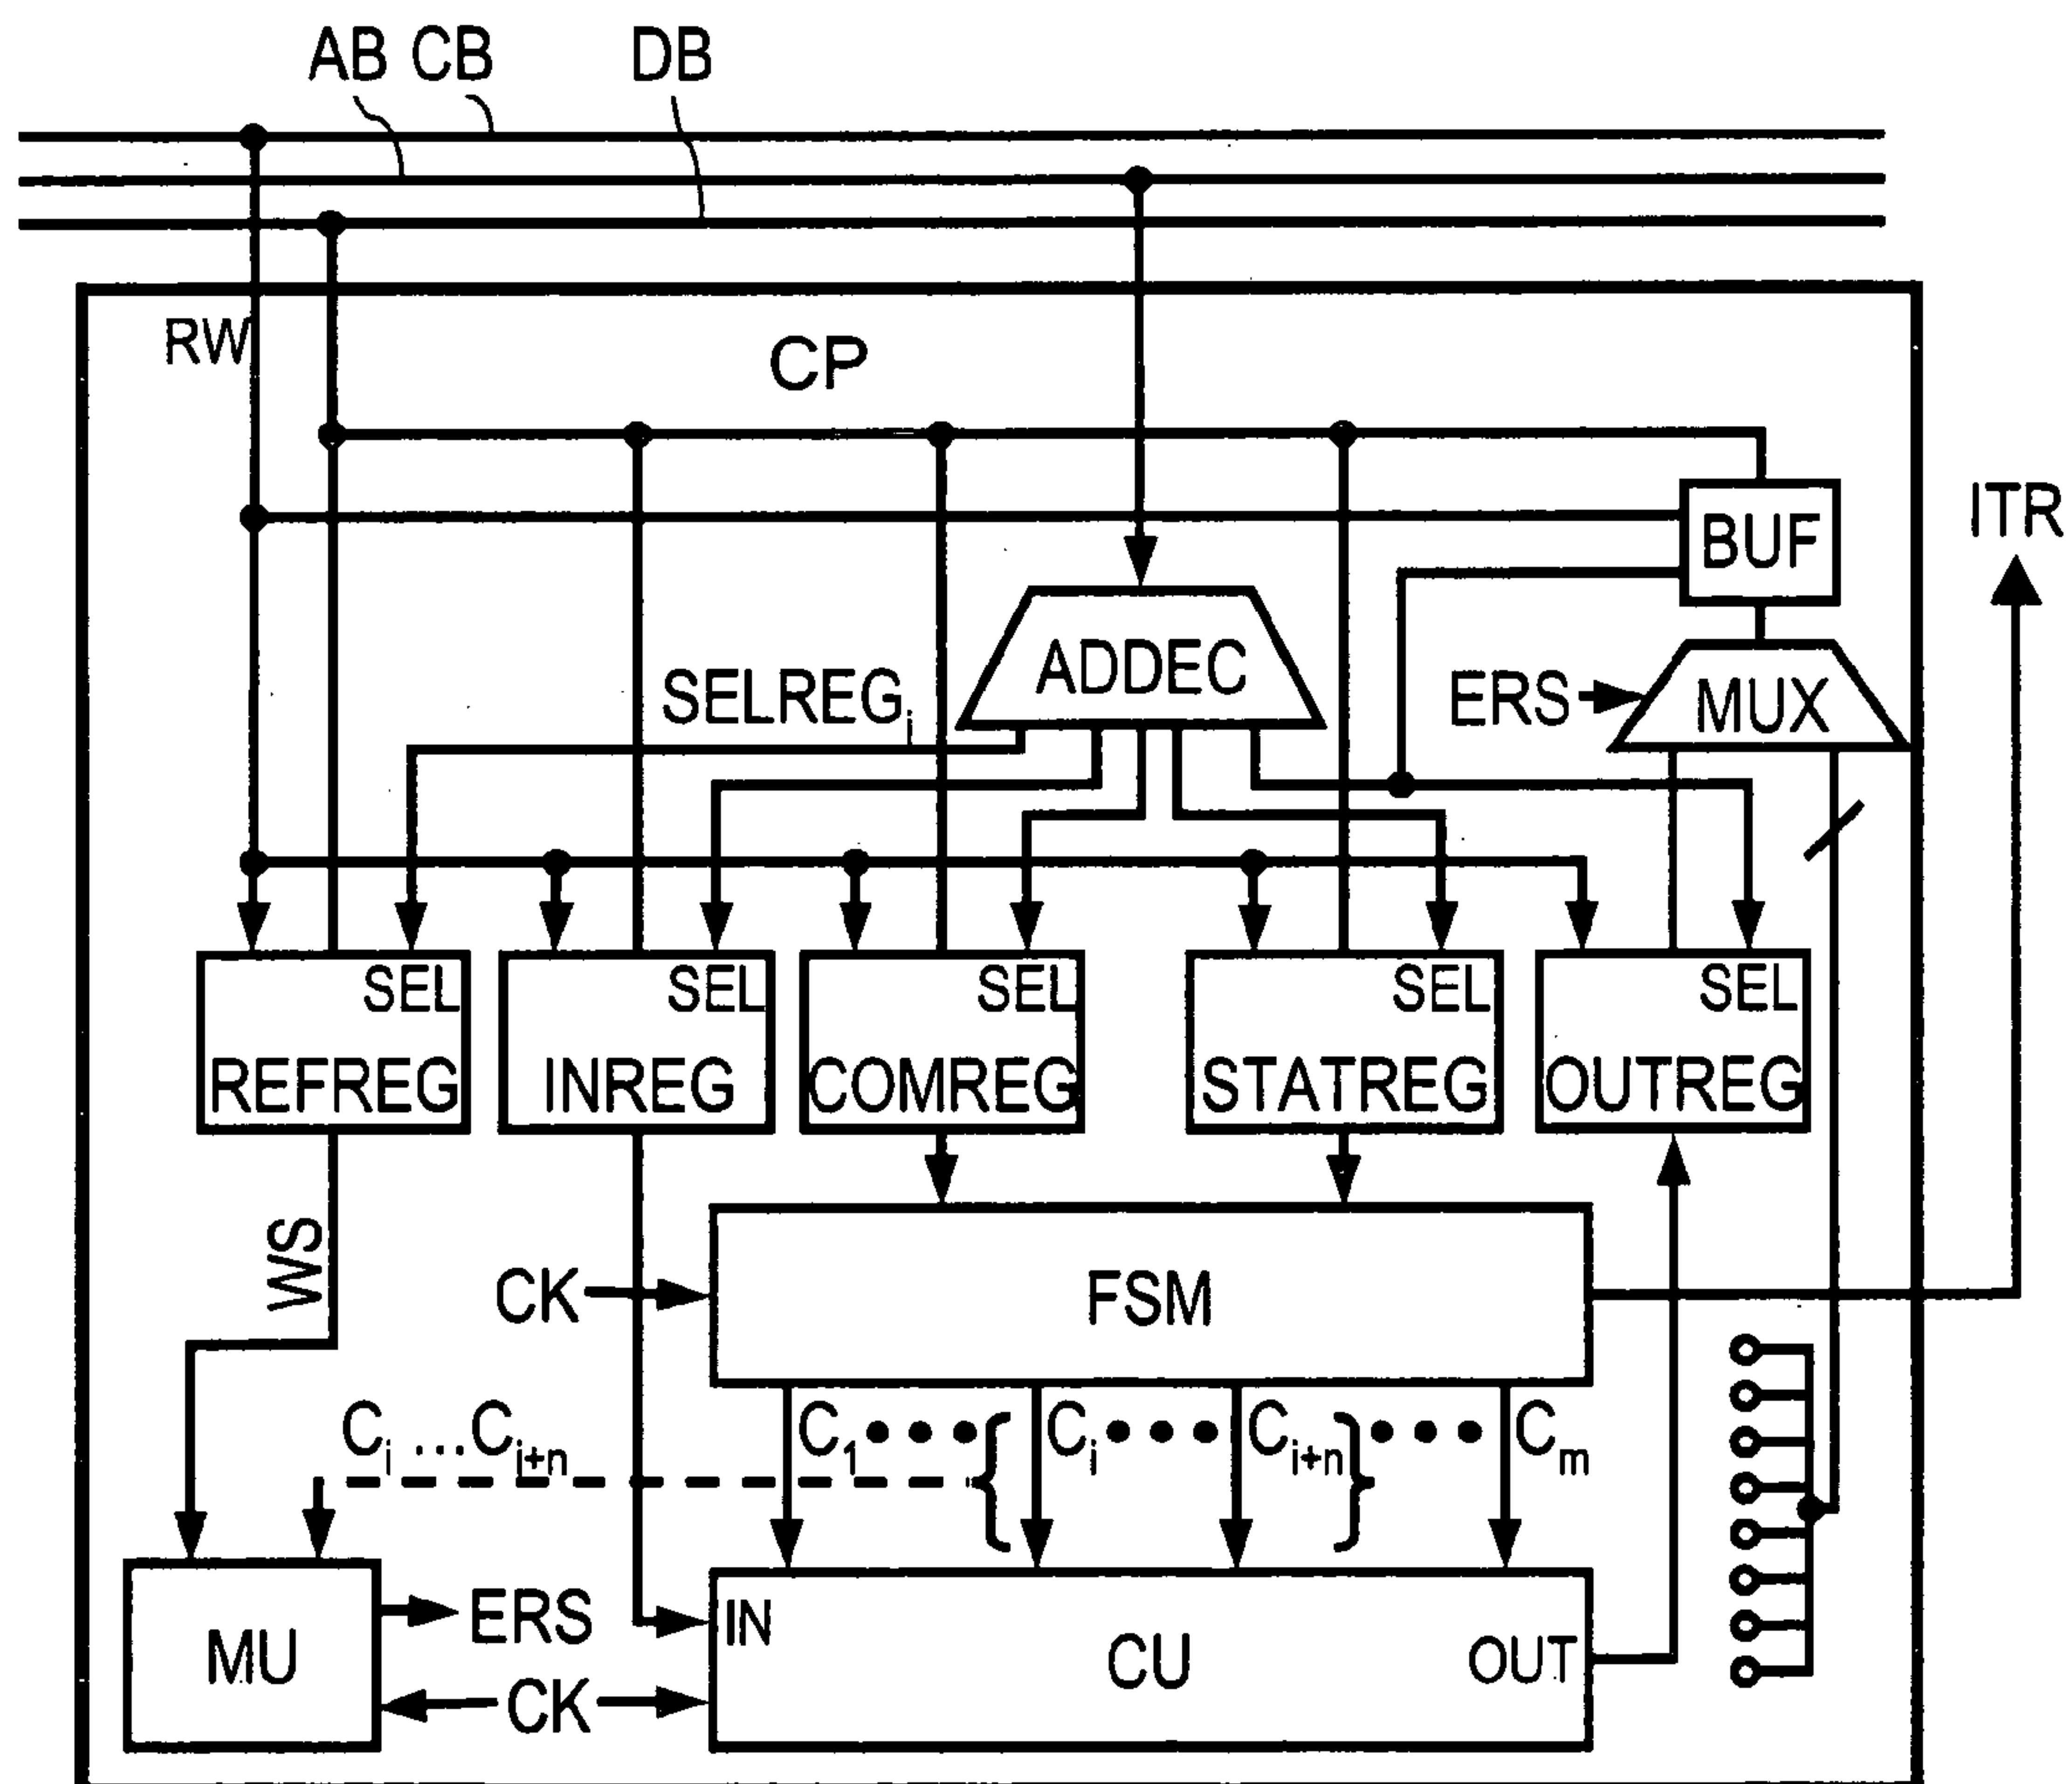 AB CB DB
RW
CP
BUF
ITR
ADDEC
SELREGi
ERS
MUX
SEL SEL SEL SEL SEL
REFREG INREG COMREG STATREG OUTREG
WS
CK
FSM
Ci ...Ci+n
C1 ••• { Ci ••• Ci+n } ••• Cm
IN
ERS
MU
CU
OUT
CK